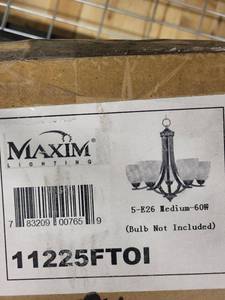 MAXIM
LIGHTING
5-E26 Medium-60W
(Bulb Not Included)
7 83209 00765 9
11225FTOI